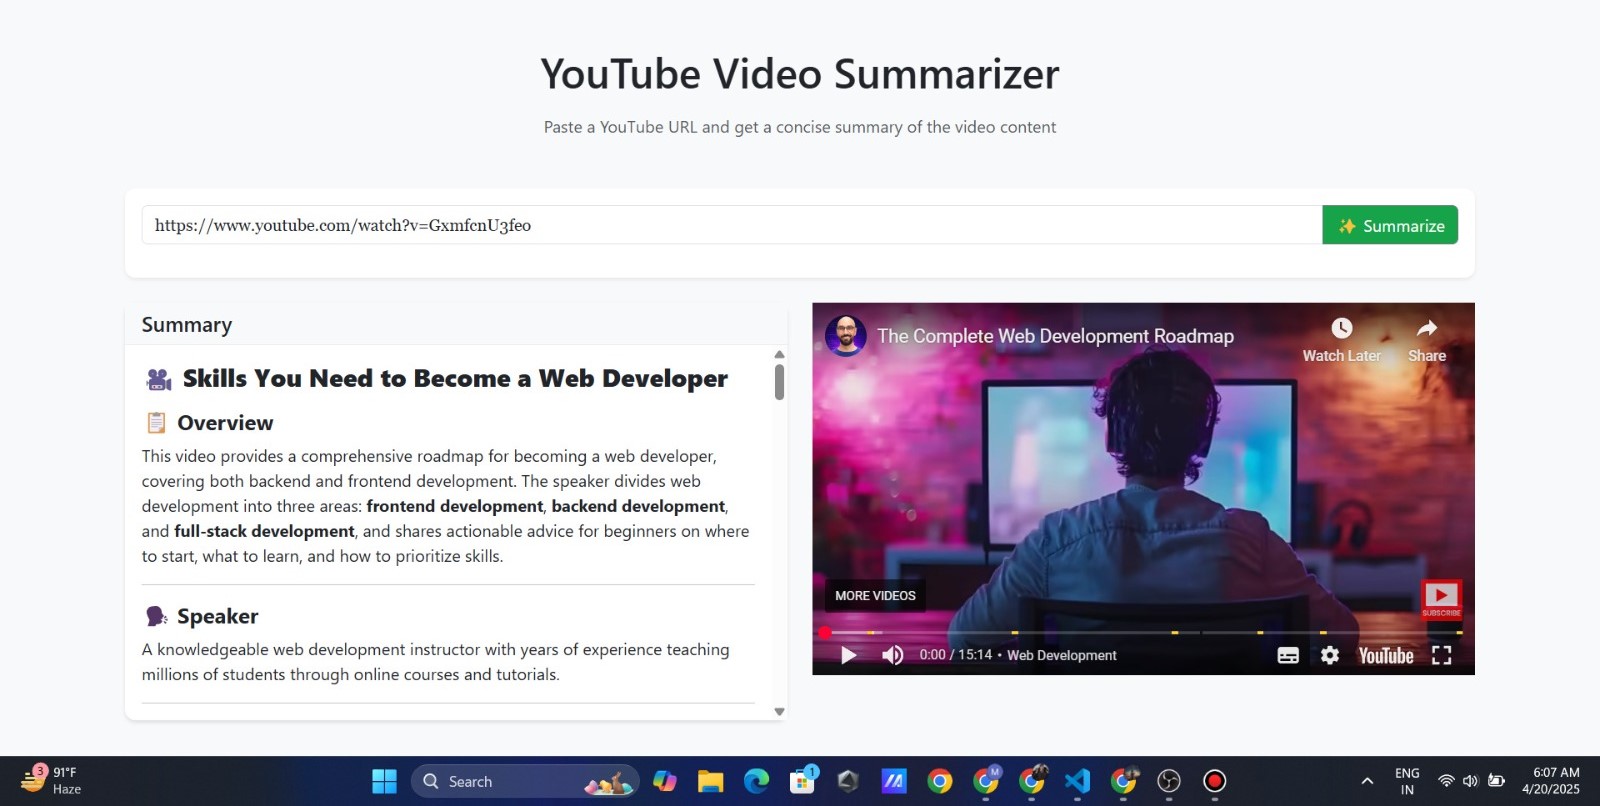 YouTube Video Summarizer
Paste a YouTube URL and get a concise summary of the video content
https://www.youtube.com/watch?v=GxmfcnU3feo
✨ Summarize
Summary
🎥 Skills You Need to Become a Web Developer
📋 Overview
This video provides a comprehensive roadmap for becoming a web developer,
covering both backend and frontend development. The speaker divides web
development into three areas: frontend development, backend development,
and full-stack development, and shares actionable advice for beginners on where
to start, what to learn, and how to prioritize skills.
🗣️ Speaker
A knowledgeable web development instructor with years of experience teaching
millions of students through online courses and tutorials.
The Complete Web Development Roadmap
Watch Later
Share
MORE VIDEOS
SUBSCRIBE
0:00 / 15:14 • Web Development
YouTube
3
91°F
Haze
Search
1
M
ENG
IN
6:07 AM
4/20/2025